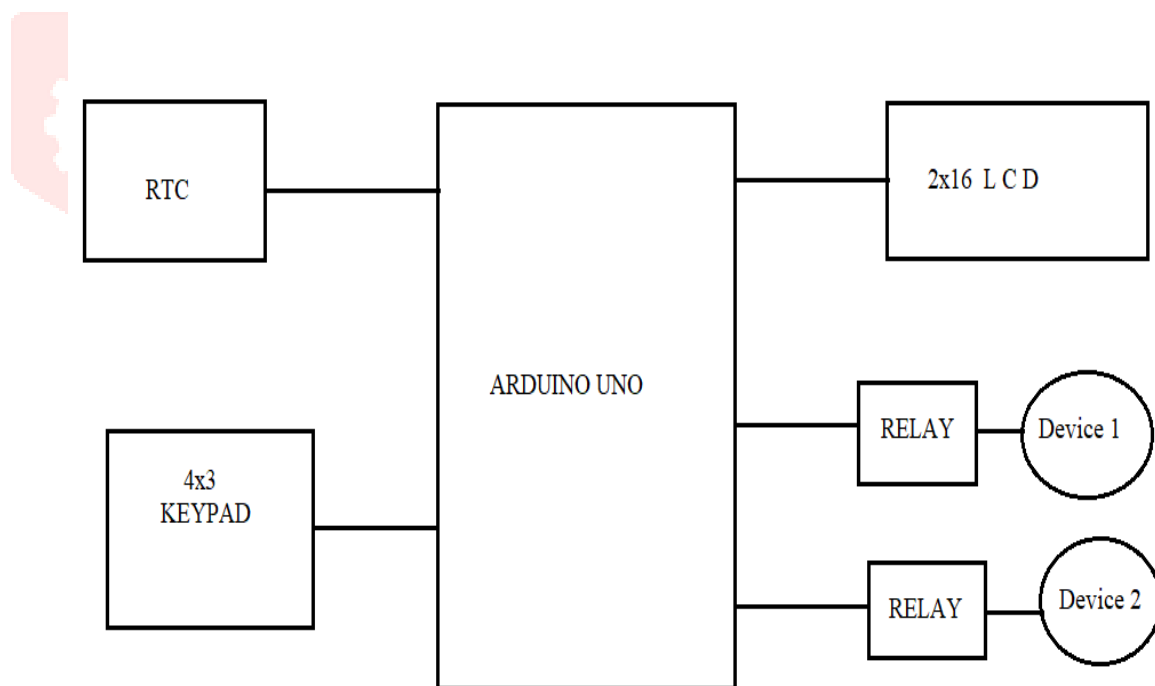 RTC
2x16 L C D
ARDUINO UNO
RELAY
Device 1
4x3
KEYPAD
RELAY
Device 2